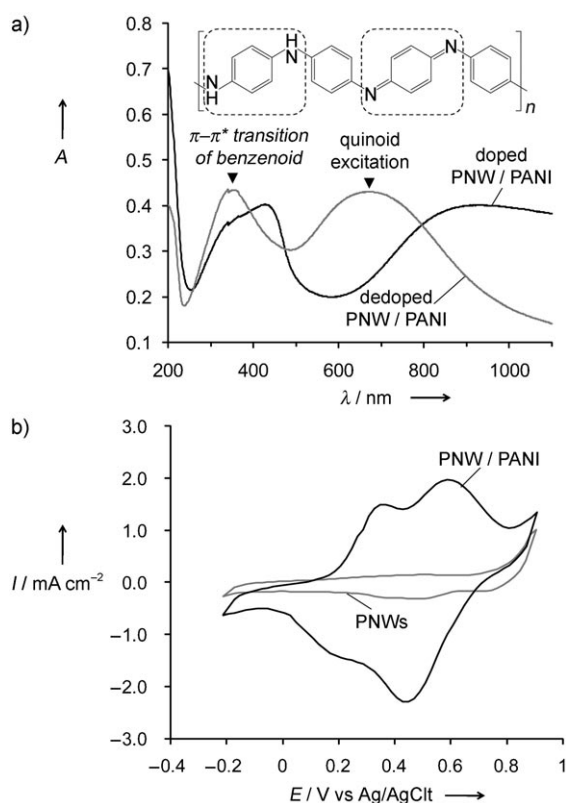 a)
0.8
0.7
0.6
0.5
0.4
0.3
0.2
0.1
A
H
N
N
H
N
N
n
π–π* transition
of benzenoid
quinoid
excitation
doped
PNW / PANI
dedoped
PNW / PANI
200 400 600 800 1000
λ / nm
b)
3.0
2.0
1.0
0.0
–1.0
–2.0
–3.0
I / mA cm–2
PNW / PANI
PNWs
–0.4 –0.2 0 0.2 0.4 0.6 0.8 1
E / V vs Ag/AgClt